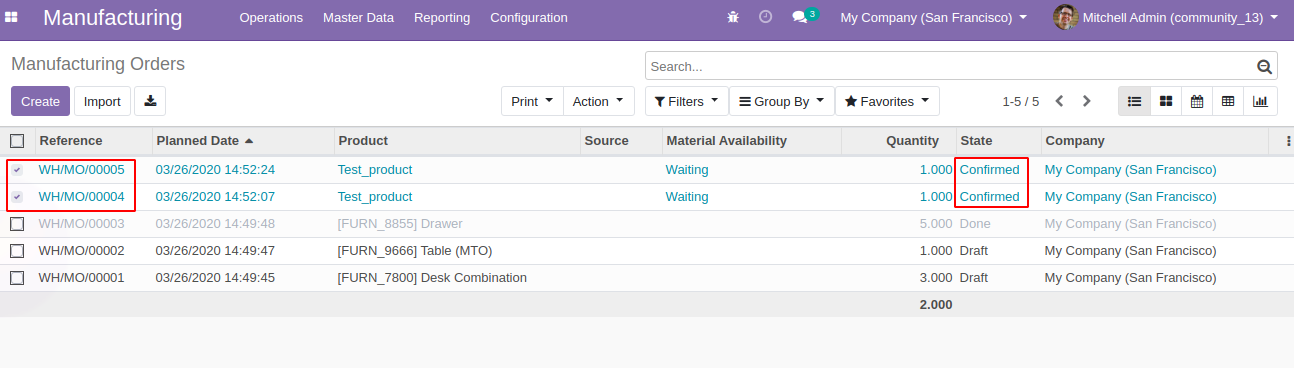 Manufacturing Operations Master Data Reporting Configuration 3 My Company (San Francisco) Mitchell Admin (community_13)
Manufacturing Orders Search...
Create Import Print Action Filters Group By Favorites 1-5 / 5
Reference Planned Date Product Source Material Availability Quantity State Company
WH/MO/00005 03/26/2020 14:52:24 Test_product Waiting 1.000 Confirmed My Company (San Francisco)
WH/MO/00004 03/26/2020 14:52:07 Test_product Waiting 1.000 Confirmed My Company (San Francisco)
WH/MO/00003 03/26/2020 14:49:48 [FURN_8855] Drawer 5.000 Done My Company (San Francisco)
WH/MO/00002 03/26/2020 14:49:47 [FURN_9666] Table (MTO) 1.000 Draft My Company (San Francisco)
WH/MO/00001 03/26/2020 14:49:45 [FURN_7800] Desk Combination 3.000 Draft My Company (San Francisco)
2.000